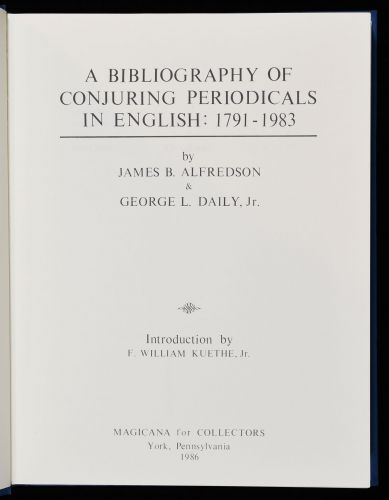 A BIBLIOGRAPHY OF
CONJURING PERIODICALS
IN ENGLISH: 1791-1983
by
JAMES B. ALFREDSON
&
GEORGE L. DAILY, Jr.
Introduction by
F. WILLIAM KUETHE, Jr.
MAGICANA for COLLECTORS
York, Pennsylvania
1986